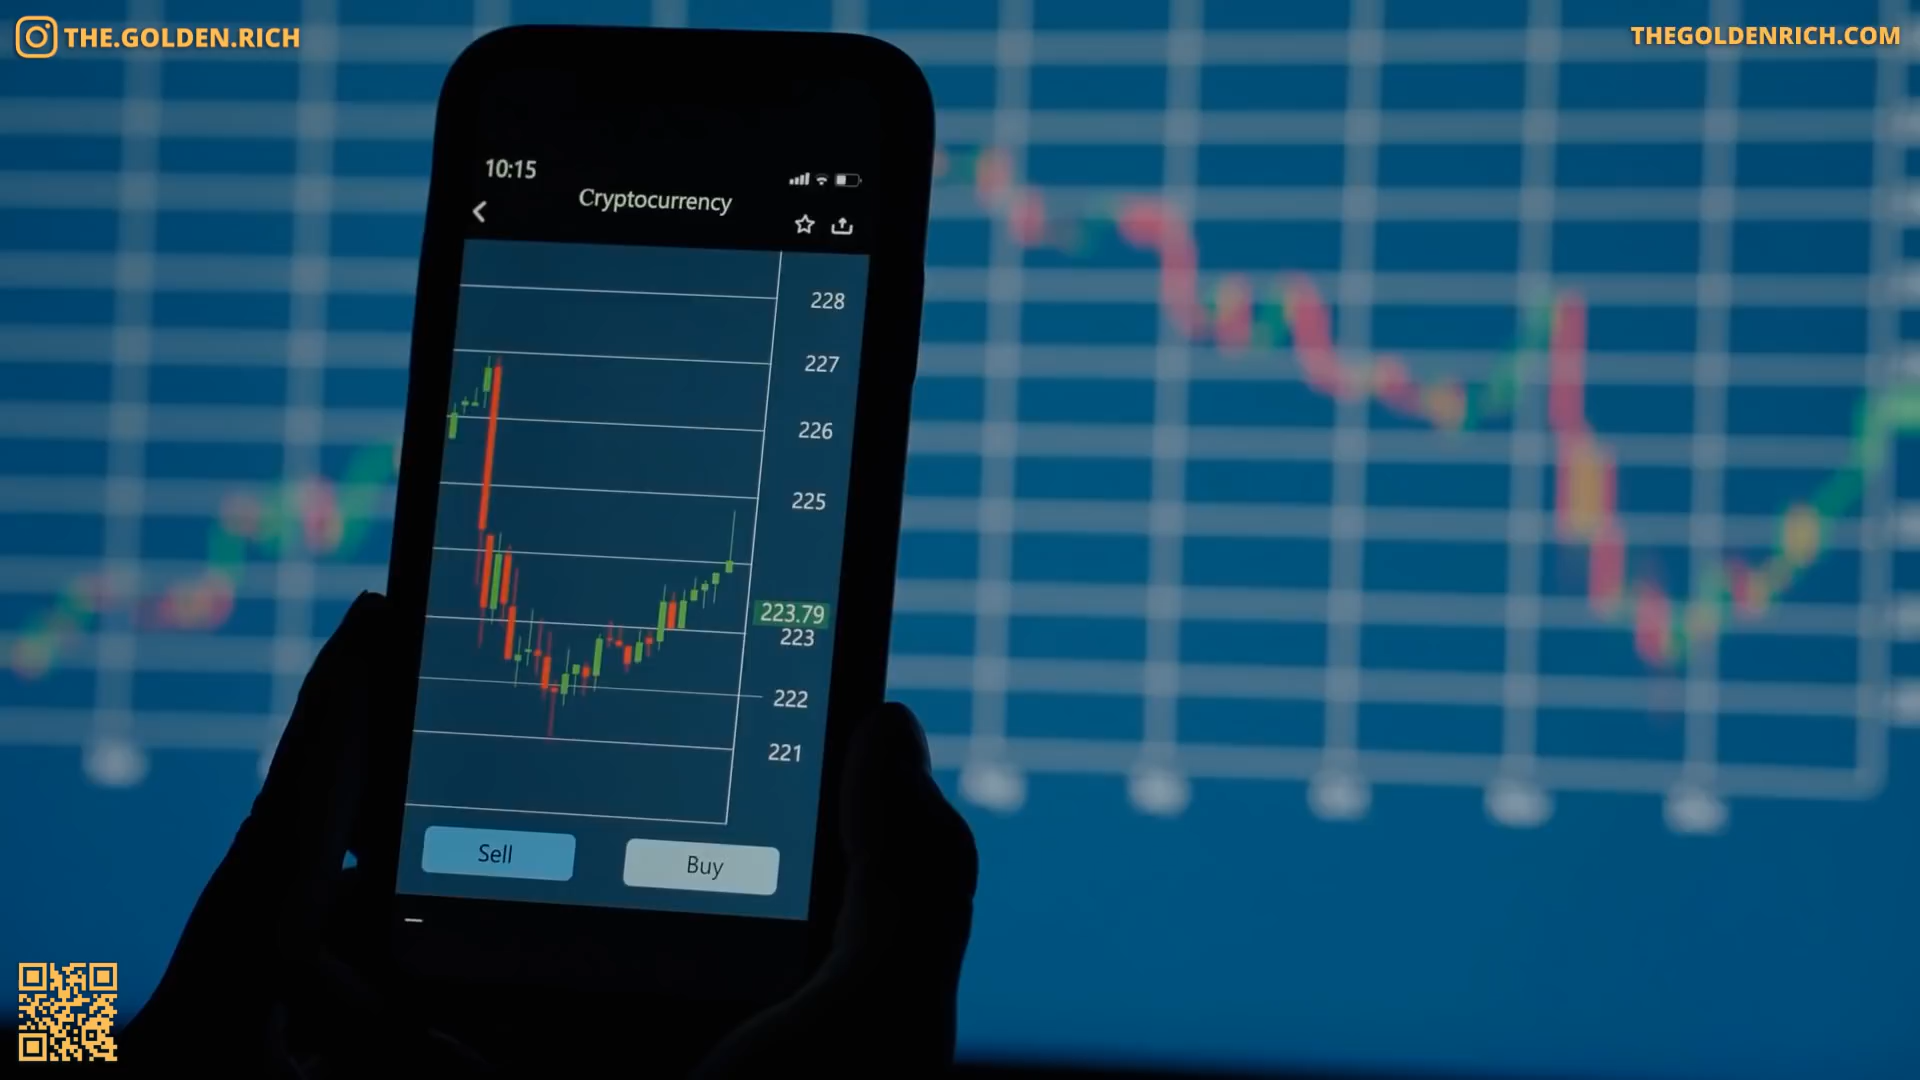 THE.GOLDEN.RICH
THEGOLDENRICH.COM
10:15
Cryptocurrency
228
227
226
225
223.79
223
222
221
Sell
Buy